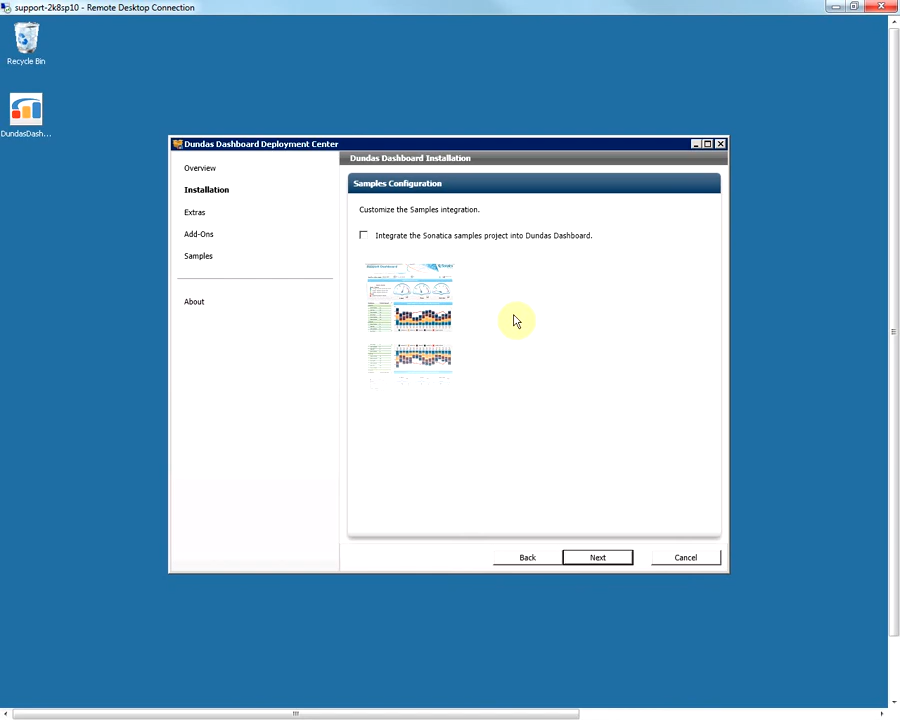 support-2k8sp10 - Remote Desktop Connection
Recycle Bin
DundasDash...
Dundas Dashboard Deployment Center
Overview
Installation
Extras
Add-Ons
Samples
About
Dundas Dashboard Installation
Samples Configuration
Customize the Samples integration.
Integrate the Sonatica samples project into Dundas Dashboard.
Back
Next
Cancel